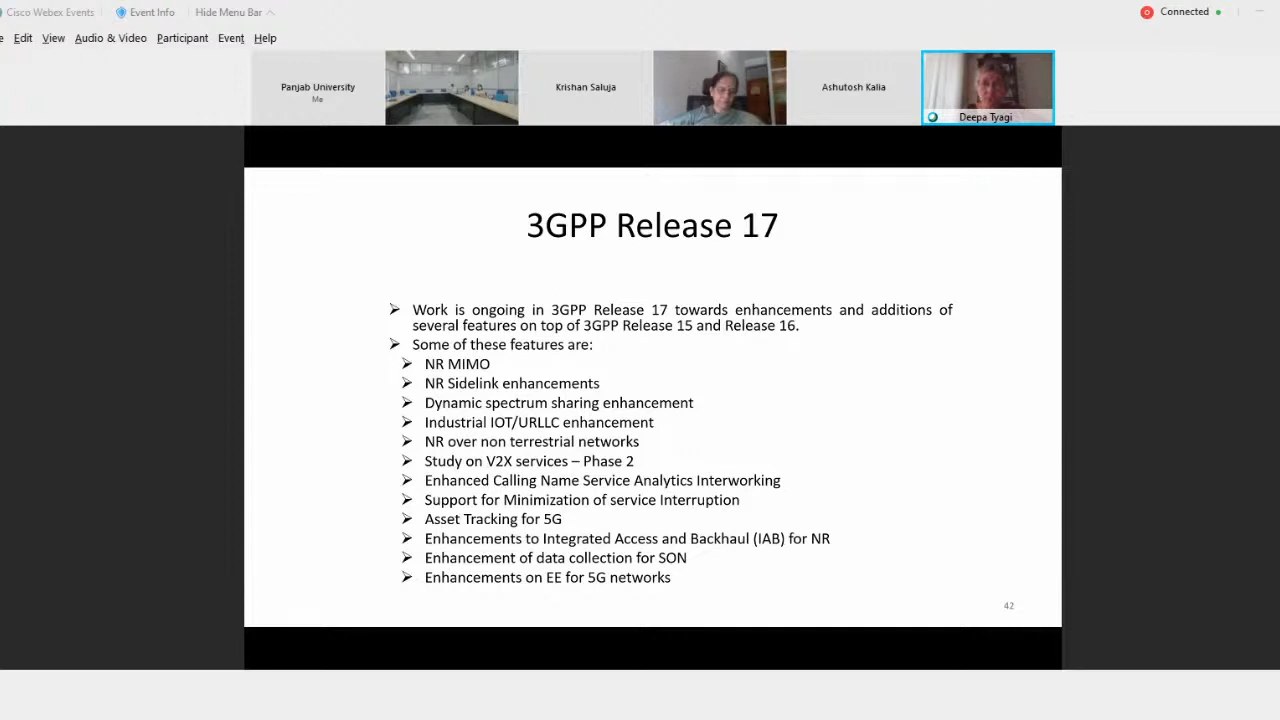 Cisco Webex Events
Event Info
Hide Menu Bar
Connected
e Edit View Audio & Video Participant Event Help
Panjab University
Me
Krishan Saluja
Ashutosh Kalia
Deepa Tyagi
3GPP Release 17
Work is ongoing in 3GPP Release 17 towards enhancements and additions of
several features on top of 3GPP Release 15 and Release 16.
Some of these features are:
NR MIMO
NR Sidelink enhancements
Dynamic spectrum sharing enhancement
Industrial IOT/URLLC enhancement
NR over non terrestrial networks
Study on V2X services – Phase 2
Enhanced Calling Name Service Analytics Interworking
Support for Minimization of service Interruption
Asset Tracking for 5G
Enhancements to Integrated Access and Backhaul (IAB) for NR
Enhancement of data collection for SON
Enhancements on EE for 5G networks
42